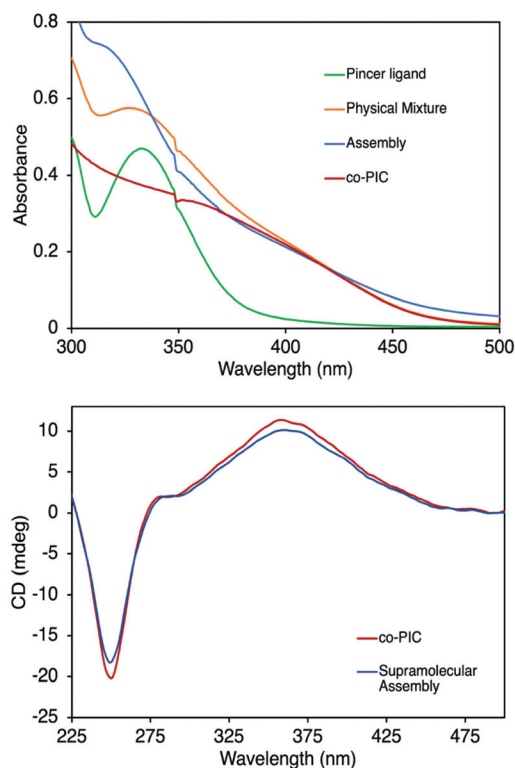 0.8
Pincer ligand
0.6
Physical Mixture
Assembly
co-PIC
Absorbance
0.4
0.2
0
300 350 400 450 500
Wavelength (nm)
10
5
0
-5
CD (mdeg)
-10
-15
co-PIC
-20
Supramolecular
Assembly
-25
225 275 325 375 425 475
Wavelength (nm)